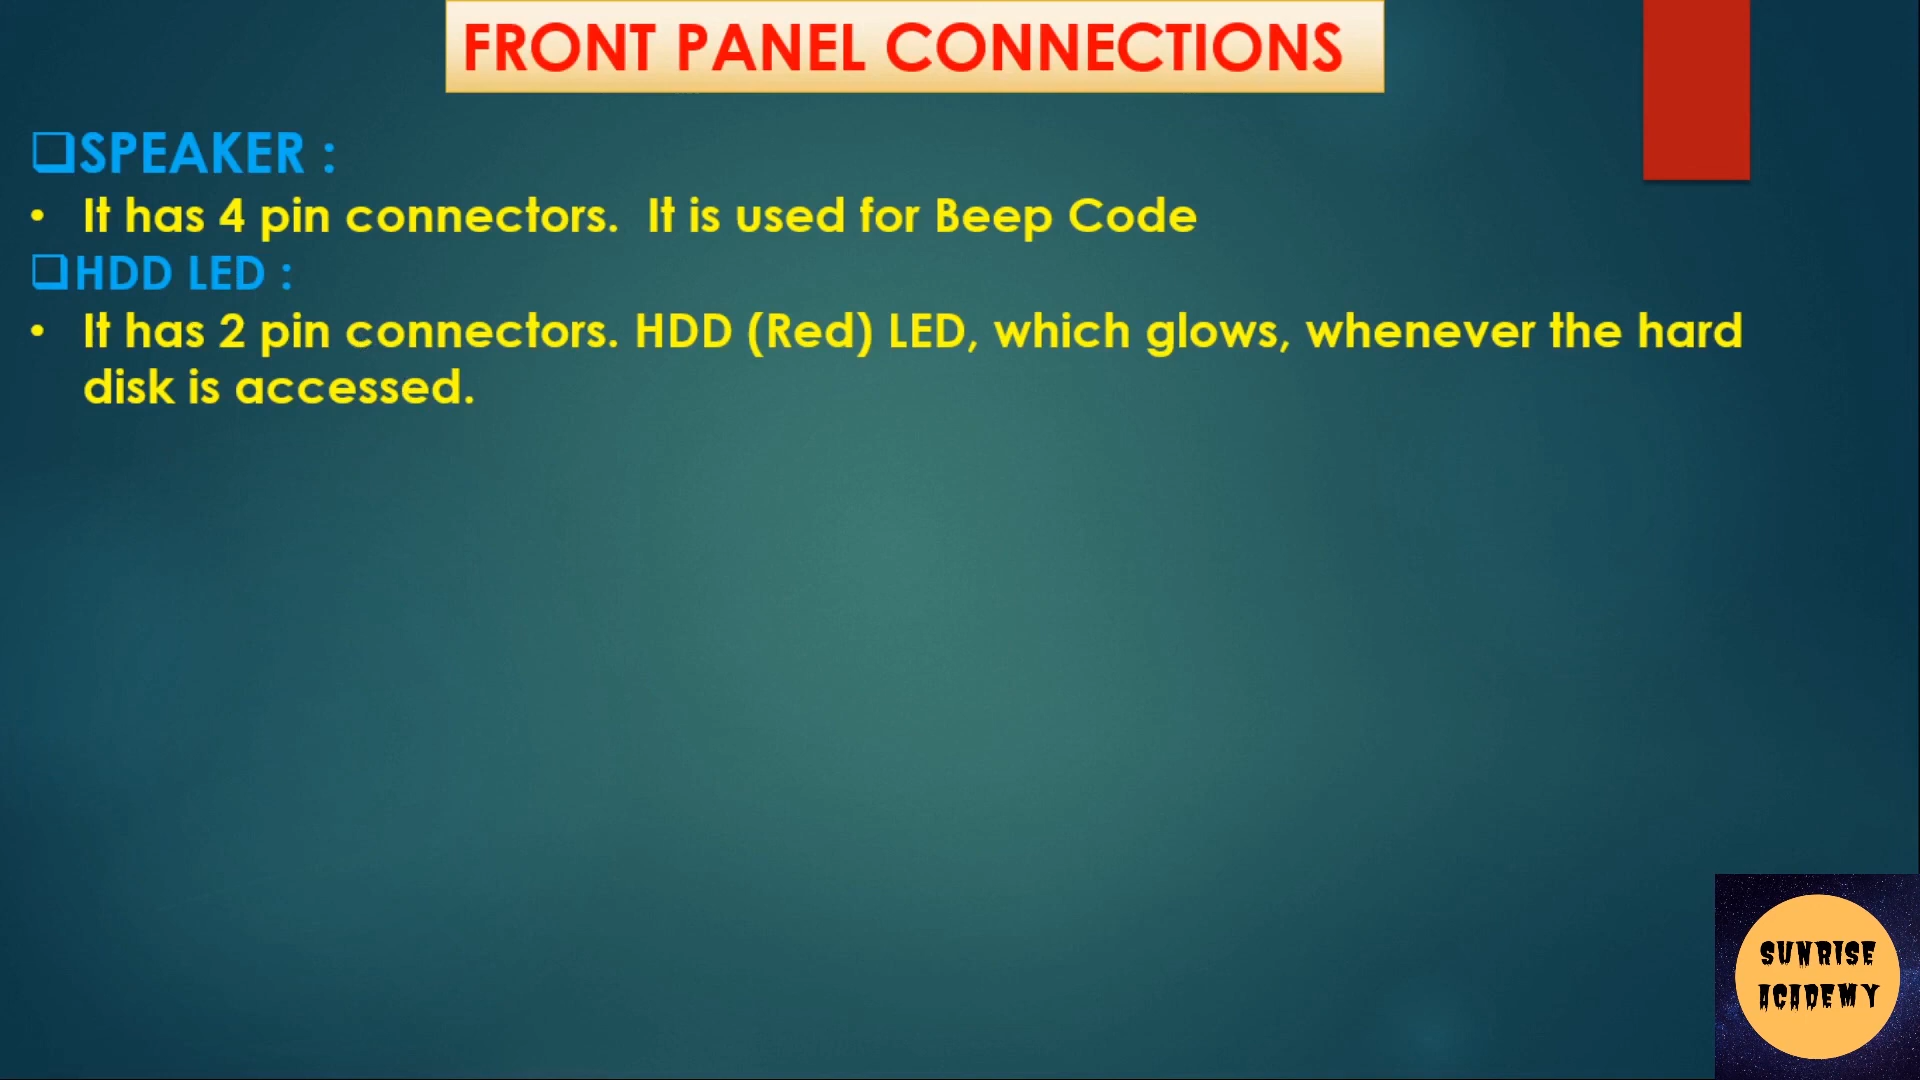 FRONT PANEL CONNECTIONS
❑SPEAKER :
• It has 4 pin connectors.  It is used for Beep Code
❑HDD LED :
• It has 2 pin connectors. HDD (Red) LED, which glows, whenever the hard
disk is accessed.
SUNRISE
ACADEMY